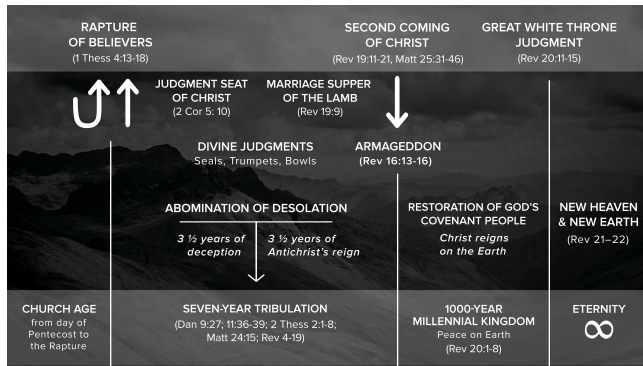 RAPTURE
OF BELIEVERS
(1 Thess 4:13-18)
SECOND COMING
OF CHRIST
(Rev 19:11-21, Matt 25:31-46)
GREAT WHITE THRONE
JUDGMENT
(Rev 20:11-15)
JUDGMENT SEAT
OF CHRIST
(2 Cor 5: 10)
MARRIAGE SUPPER
OF THE LAMB
(Rev 19:9)
DIVINE JUDGMENTS
Seals, Trumpets, Bowls
ARMAGEDDON
(Rev 16:13-16)
ABOMINATION OF DESOLATION
3 ½ years of
deception
3 ½ years of
Antichrist's reign
RESTORATION OF GOD'S
COVENANT PEOPLE
Christ reigns
on the Earth
NEW HEAVEN
& NEW EARTH
(Rev 21–22)
CHURCH AGE
from day of
Pentecost to
the Rapture
SEVEN-YEAR TRIBULATION
(Dan 9:27; 11:36-39; 2 Thess 2:1-8;
Matt 24:15; Rev 4-19)
1000-YEAR
MILLENNIAL KINGDOM
Peace on Earth
(Rev 20:1-8)
ETERNITY
∞